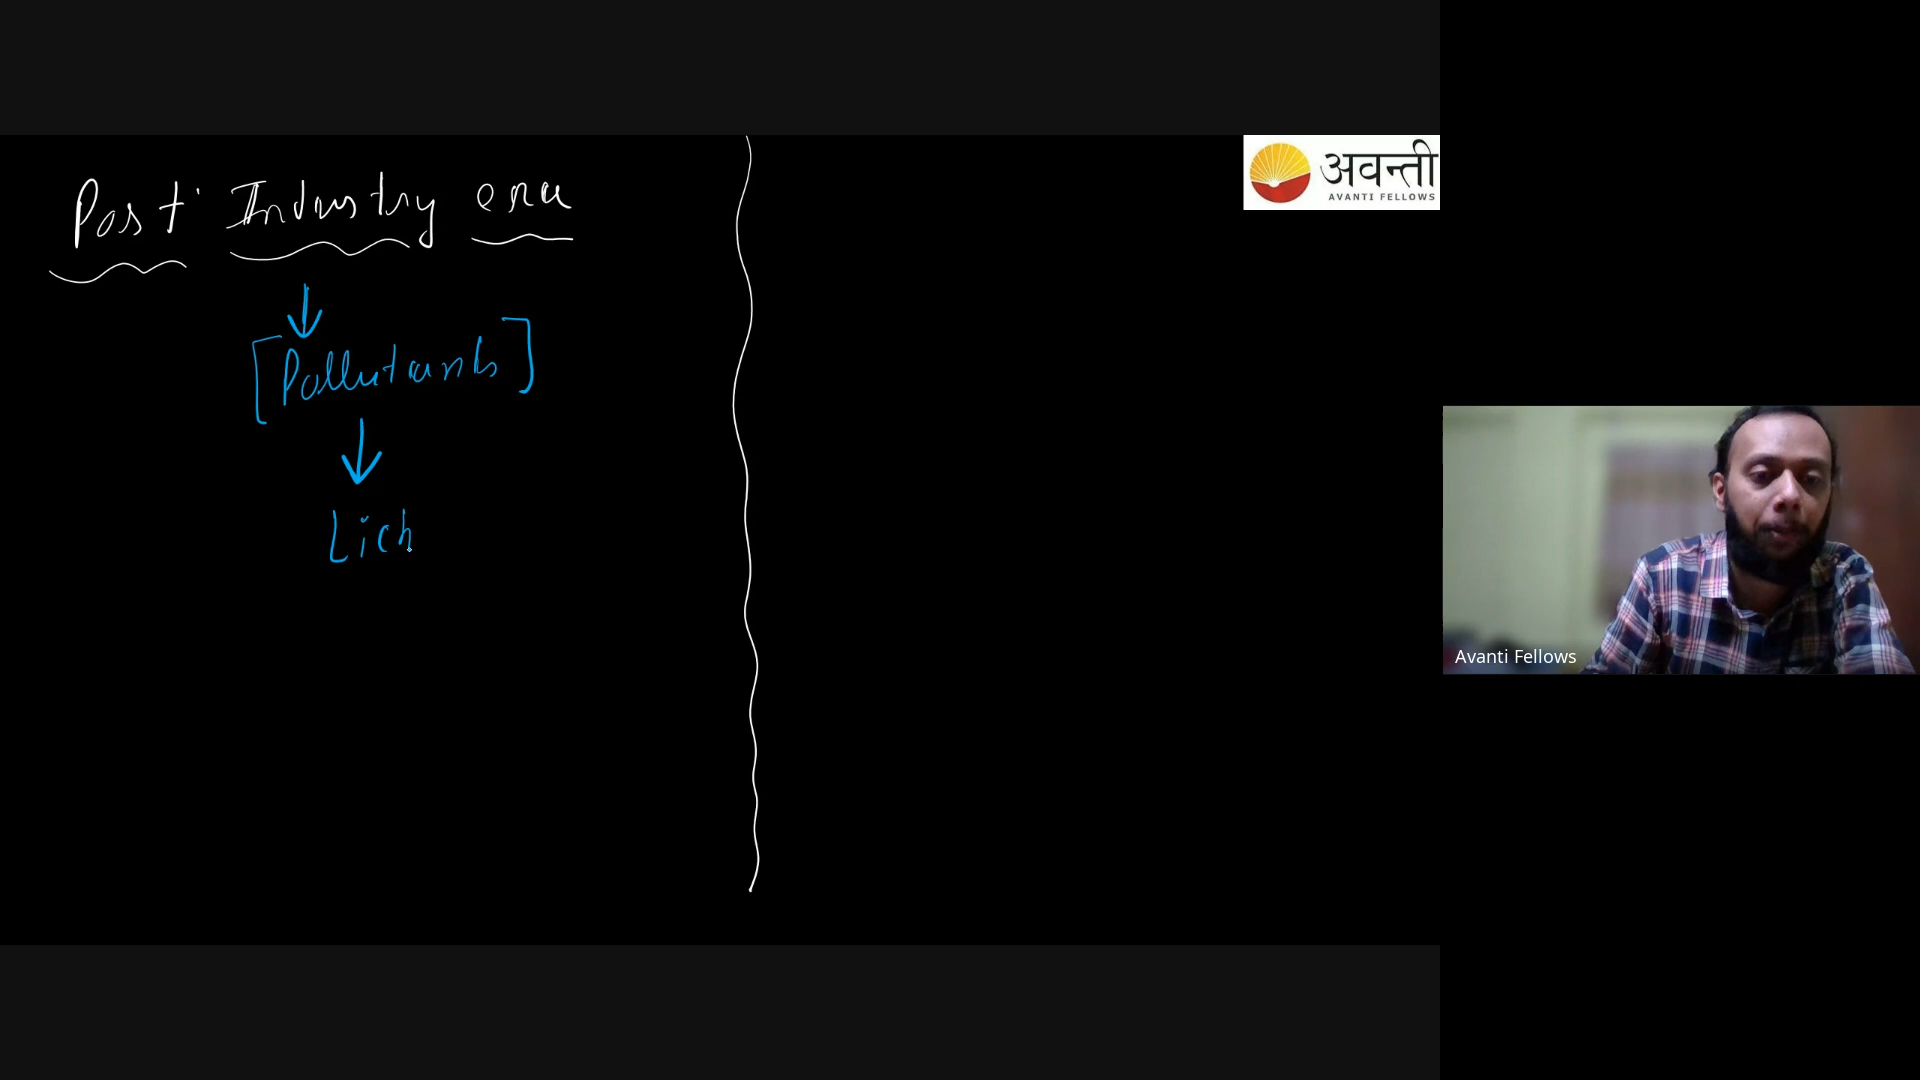 Post Industry era
[Pollutants]
Lich
अवन्ती
AVANTI FELLOWS
Avanti Fellows